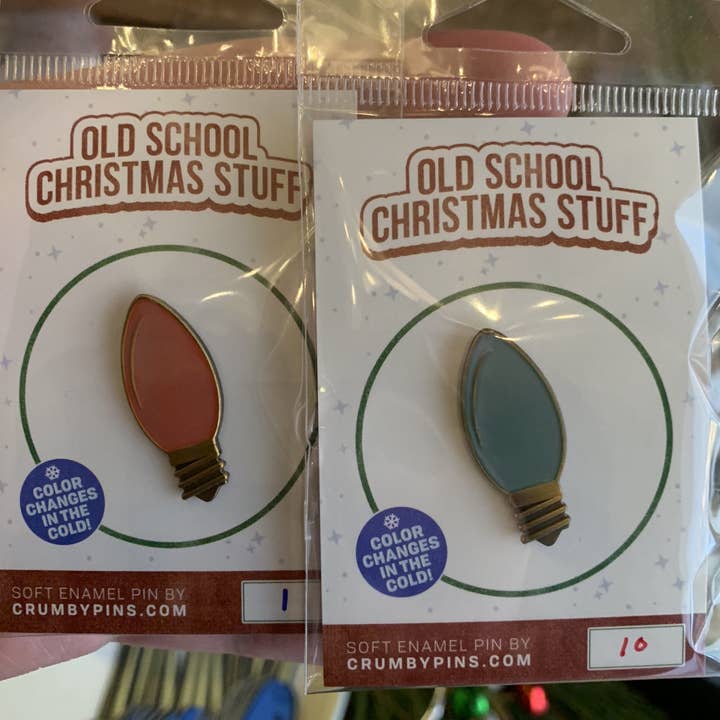 OLD SCHOOL
CHRISTMAS STUFF
COLOR
CHANGES
IN THE
COLD!
SOFT ENAMEL PIN BY
CRUMBYPINS.COM
1
OLD SCHOOL
CHRISTMAS STUFF
COLOR
CHANGES
IN THE
COLD!
SOFT ENAMEL PIN BY
CRUMBYPINS.COM
10